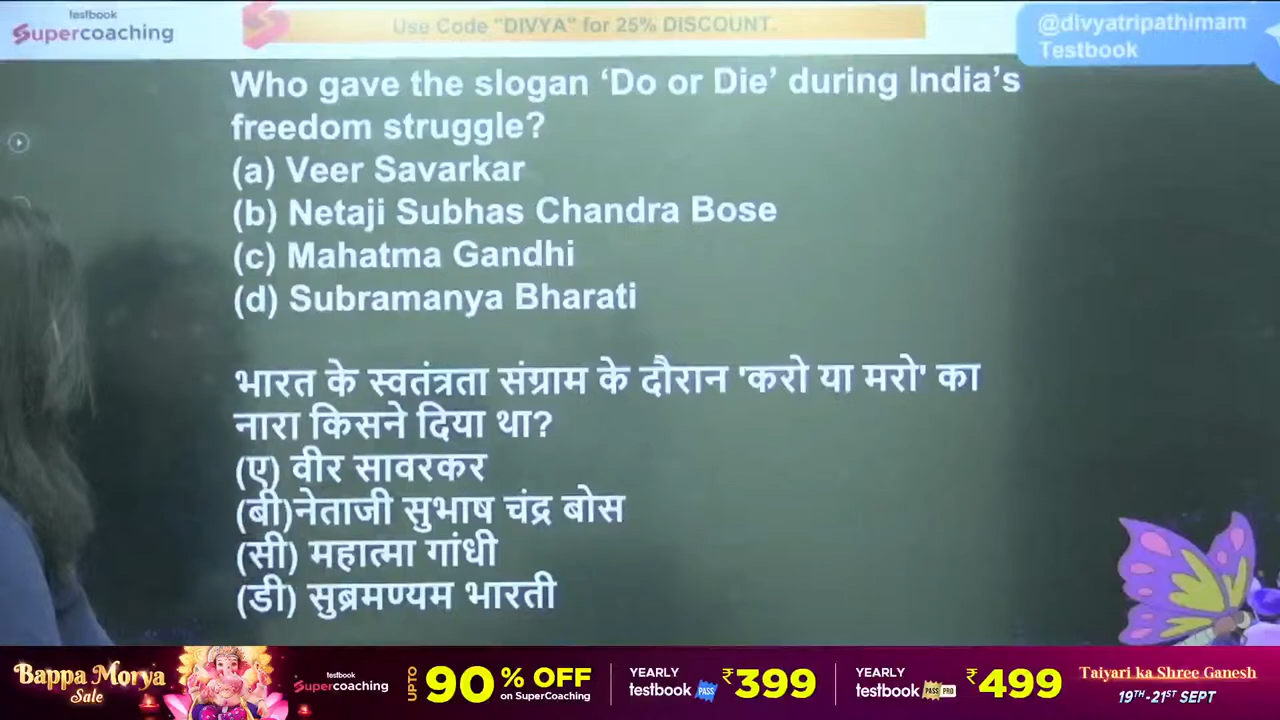 testbook
Supercoaching
Use Code "DIVYA" for 25% DISCOUNT.
@divyatripathimam
Testbook
Who gave the slogan ‘Do or Die’ during India’s
freedom struggle?
(a) Veer Savarkar
(b) Netaji Subhas Chandra Bose
(c) Mahatma Gandhi
(d) Subramanya Bharati
भारत के स्वतंत्रता संग्राम के दौरान 'करो या मरो' का
नारा किसने दिया था?
(ए) वीर सावरकर
(बी)नेताजी सुभाष चंद्र बोस
(सी) महात्मा गांधी
(डी) सुब्रमण्यम भारती
Bappa Morya
Sale
testbook
Supercoaching
UPTO 90% OFF
on SuperCoaching
YEARLY
testbook PASS
₹399
YEARLY
testbook PASS PRO
₹499
Taiyari ka Shree Ganesh
19TH-21ST SEPT